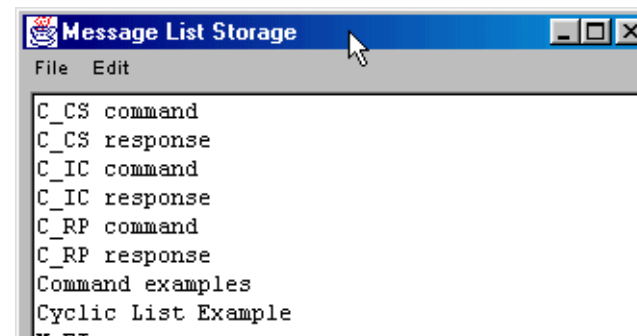 Message List Storage
File Edit
C_CS command
C_CS response
C_IC command
C_IC response
C_RP command
C_RP response
Command examples
Cyclic List Example